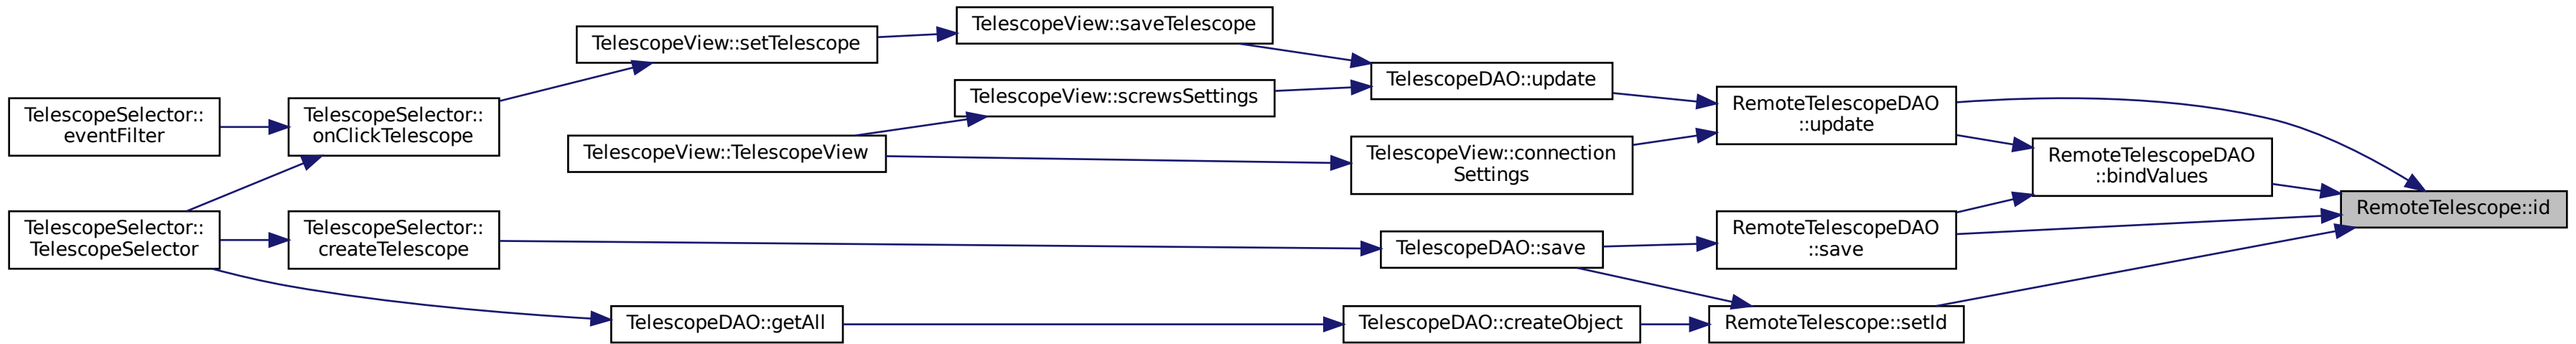 TelescopeView::saveTelescope
TelescopeView::setTelescope
TelescopeDAO::update
TelescopeView::screwsSettings
RemoteTelescopeDAO
::update
TelescopeSelector::
eventFilter
TelescopeSelector::
onClickTelescope
TelescopeView::TelescopeView
TelescopeView::connection
Settings
RemoteTelescopeDAO
::bindValues
RemoteTelescope::id
TelescopeSelector::
TelescopeSelector
TelescopeSelector::
createTelescope
TelescopeDAO::save
RemoteTelescopeDAO
::save
TelescopeDAO::getAll
TelescopeDAO::createObject
RemoteTelescope::setId